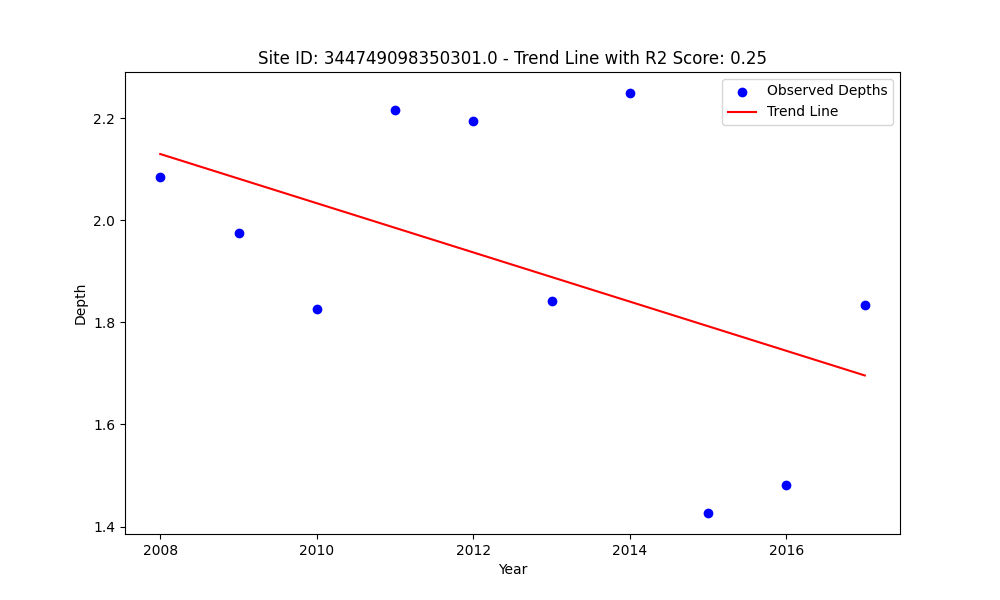 Site ID: 344749098350301.0 - Trend Line with R2 Score: 0.25
Observed Depths
Trend Line
2.2
2.0
1.8
1.6
1.4
Depth
2008
2010
2012
2014
2016
Year